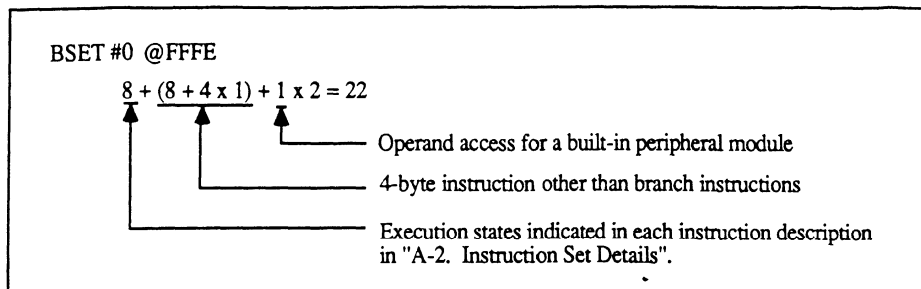 BSET #0 @FFFE
8 + (8 + 4 x 1) + 1 x 2 = 22
Operand access for a built-in peripheral module
4-byte instruction other than branch instructions
Execution states indicated in each instruction description
in "A-2. Instruction Set Details".